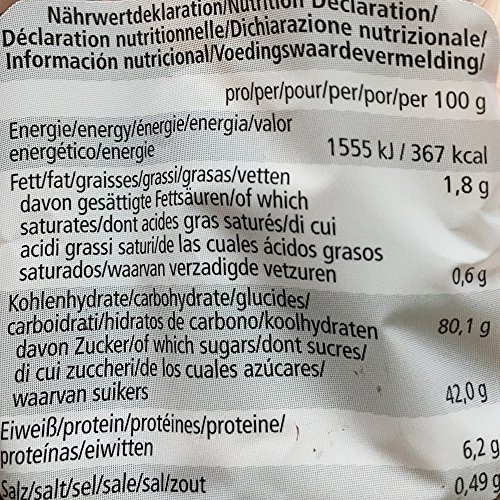 Nährwertdeklaration/Nutrition Declaration/
Déclaration nutritionnelle/Dichiarazione nutrizionale/
Información nutricional/Voedingswaardevermelding/
pro/per/pour/per/por/per 100 g
Energie/energy/énergie/energia/valor
energético/energie 1555 kJ / 367 kcal
Fett/fat/graisses/grassi/grasas/vetten 1,8 g
davon gesättigte Fettsäuren/of which
saturates/dont acides gras saturés/di cui
acidi grassi saturi/de las cuales ácidos grasos
saturados/waarvan verzadigde vetzuren 0,6 g
Kohlenhydrate/carbohydrate/glucides/
carboidrati/hidratos de carbono/koolhydraten 80,1 g
davon Zucker/of which sugars/dont sucres/
di cui zuccheri/de los cuales azúcares/
waarvan suikers 42,0 g
Eiweiß/protein/protéines/proteine/
proteínas/eiwitten 6,2 g
Salz/salt/sel/sale/sal/zout 0,49 g